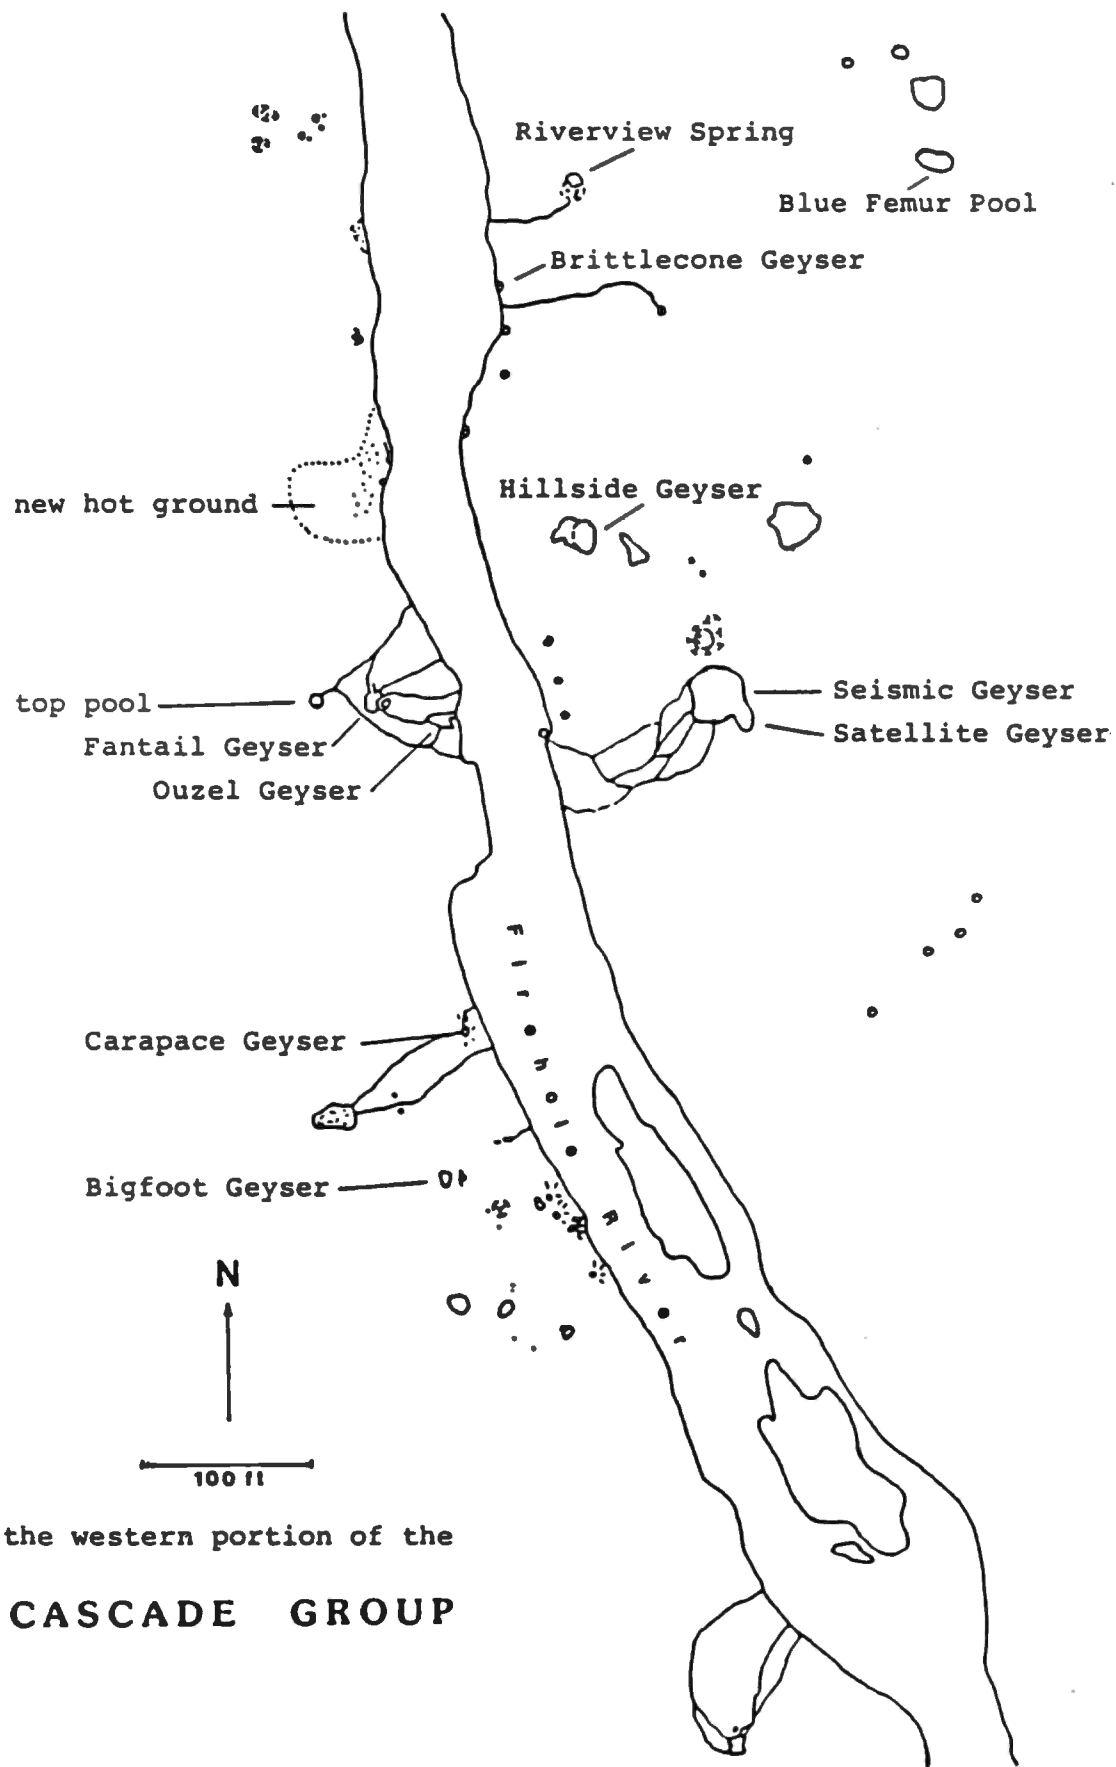 Riverview Spring
Blue Femur Pool
Brittlecone Geyser
Hillside Geyser
new hot ground
Seismic Geyser
top pool
Satellite Geyser
Fantail Geyser
Ouzel Geyser
Firehole River
Carapace Geyser
Bigfoot Geyser
N
100 ft
the western portion of the
CASCADE GROUP